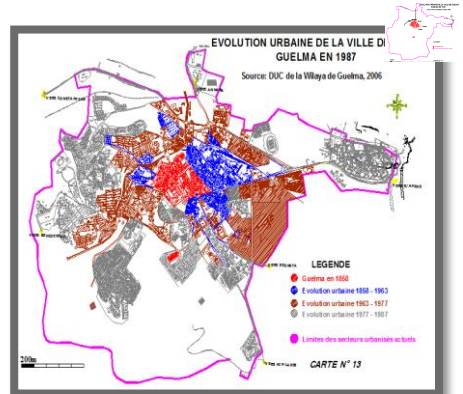 EVOLUTION URBAINE DE LA VILLE DE
GUELMA EN 1987
Source: DUC de la Wilaya de Guelma, 2006
LEGENDE
Guelma en 1858
Evolution urbaine 1858 - 1963
Evolution urbaine 1963 - 1977
Evolution urbaine 1977 - 1987
Limites des secteurs urbanisés actuels
200m
CARTE N° 13